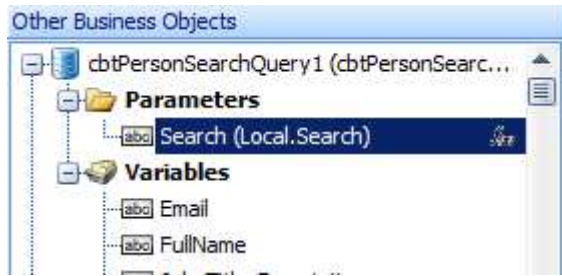 Other Business Objects
cbtPersonSearchQuery1 (cbtPersonSearc...
Parameters
abc Search (Local.Search)
Variables
abc Email
abc FullName